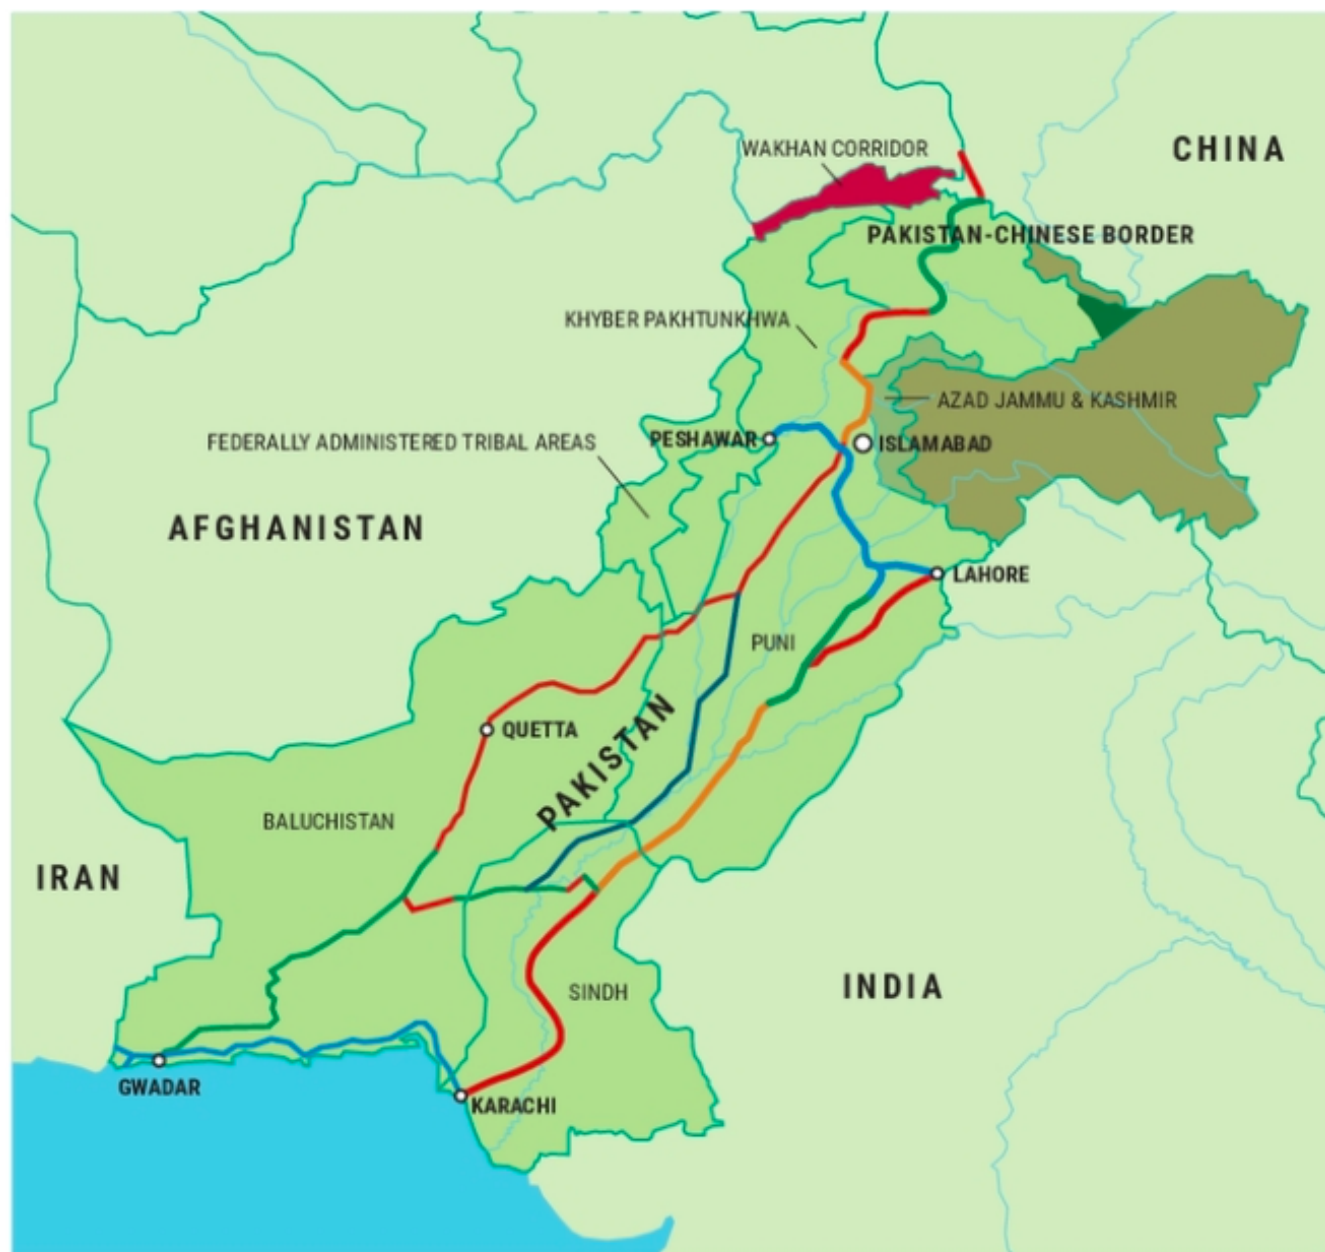 WAKHAN CORRIDOR
CHINA
PAKISTAN-CHINESE BORDER
KHYBER PAKHTUNKHWA
AZAD JAMMU & KASHMIR
FEDERALLY ADMINISTERED TRIBAL AREAS
PESHAWAR
ISLAMABAD
AFGHANISTAN
LAHORE
PUNI
QUETTA
PAKISTAN
BALUCHISTAN
IRAN
INDIA
SINDH
GWADAR
KARACHI